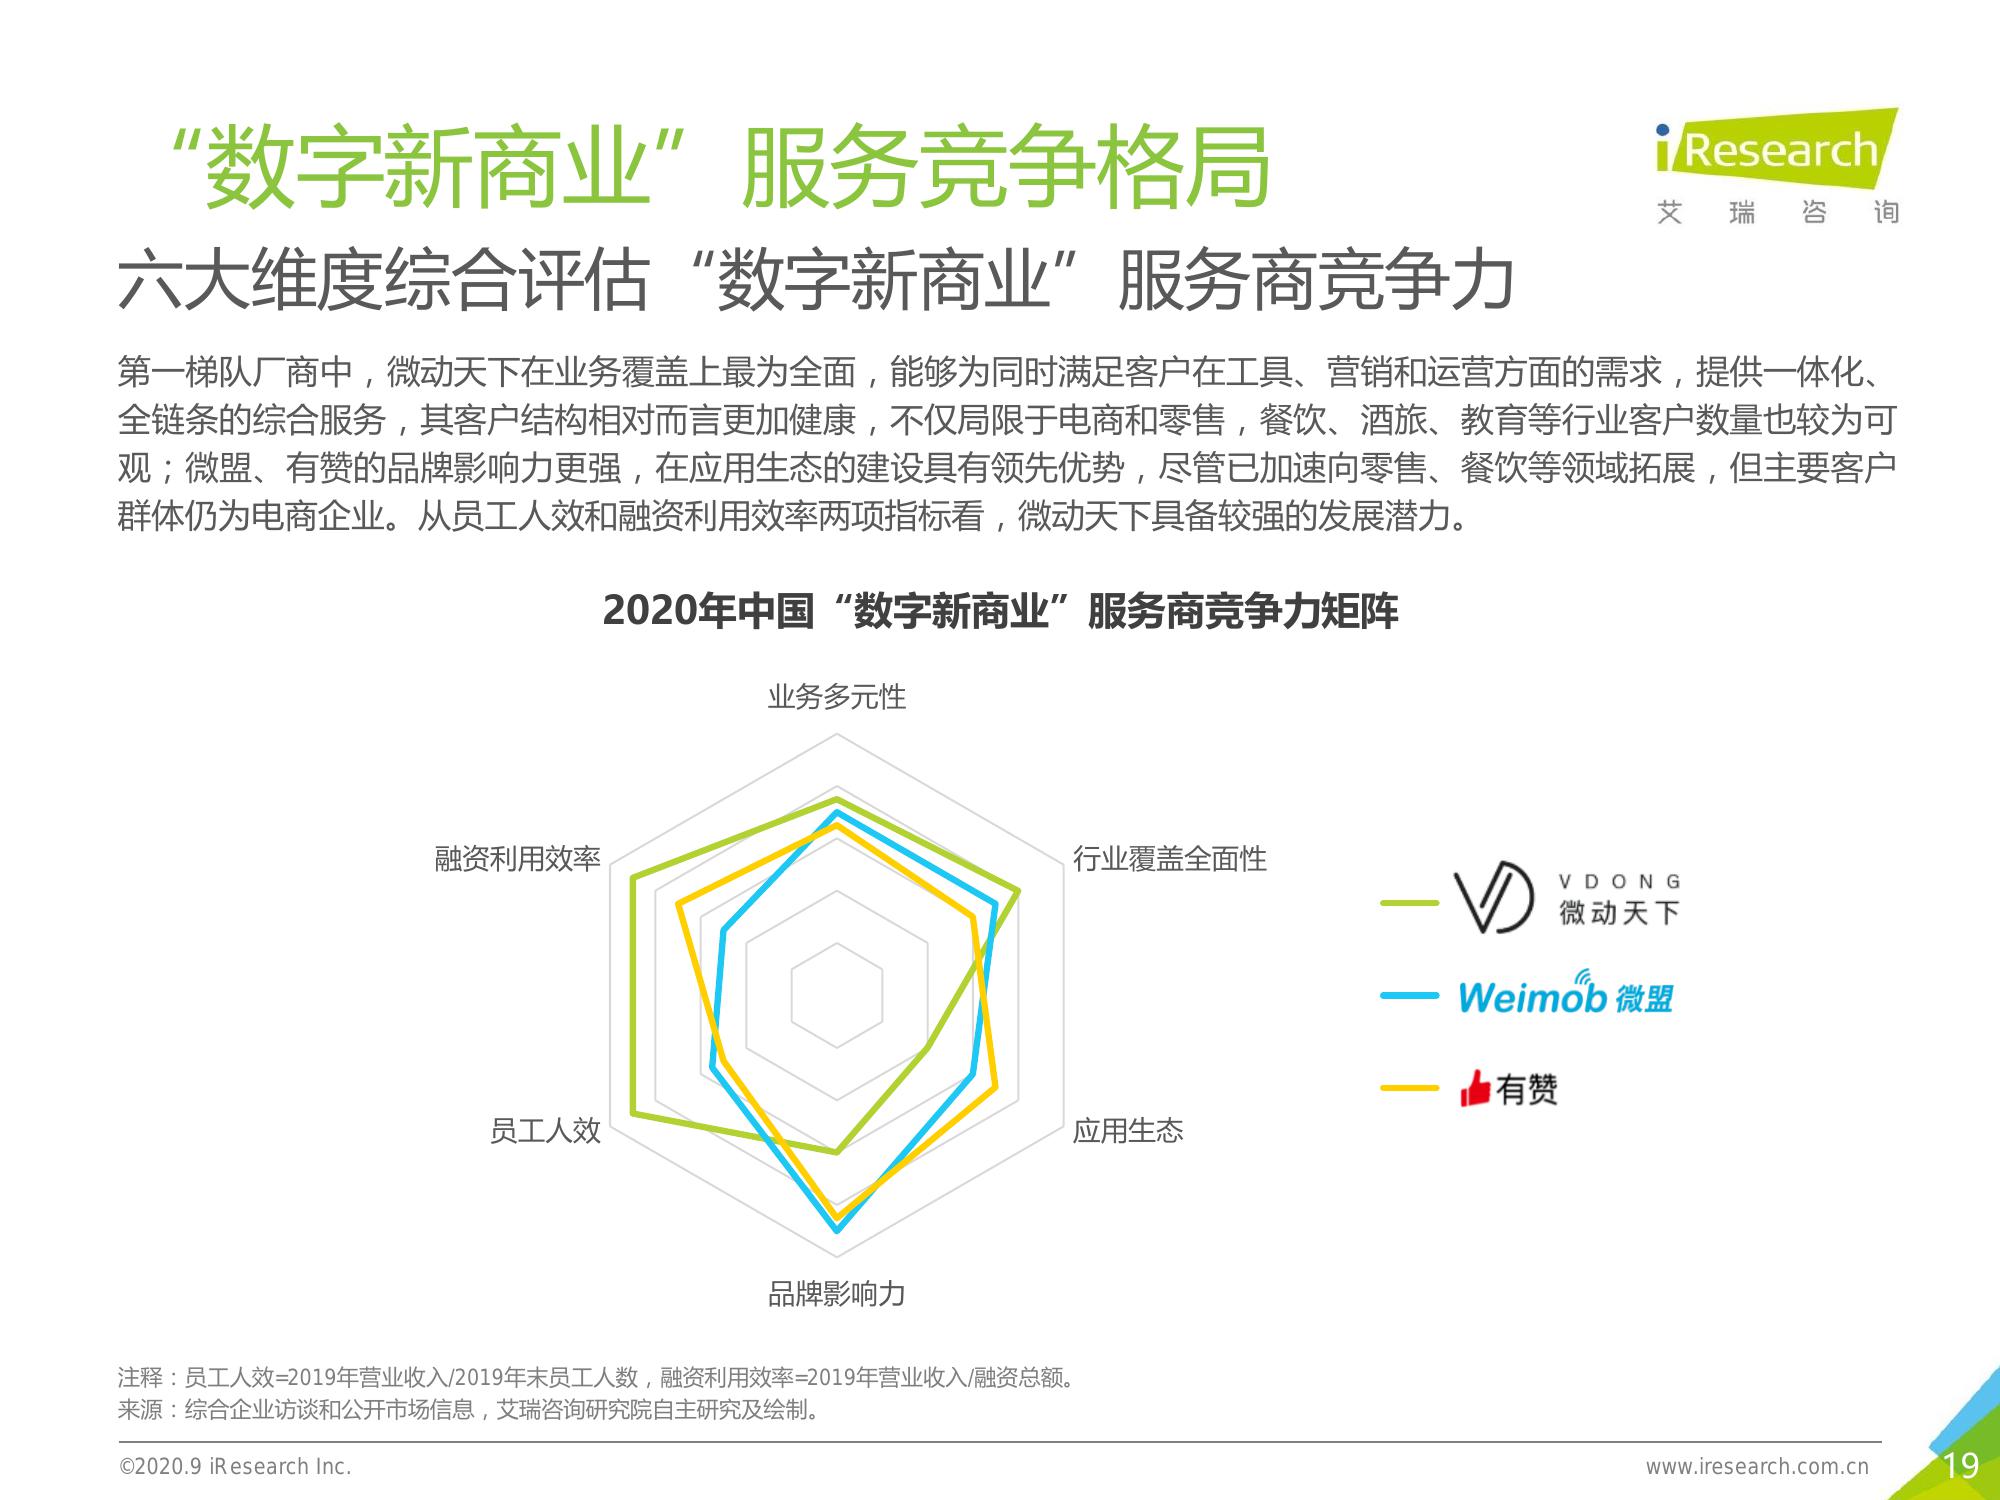 “数字新商业”服务竞争格局
iResearch
艾瑞咨询
六大维度综合评估“数字新商业”服务商竞争力
第一梯队厂商中，微动天下在业务覆盖上最为全面，能够为同时满足客户在工具、营销和运营方面的需求，提供一体化、
全链条的综合服务，其客户结构相对而言更加健康，不仅局限于电商和零售，餐饮、酒旅、教育等行业客户数量也较为可
观；微盟、有赞的品牌影响力更强，在应用生态的建设具有领先优势，尽管已加速向零售、餐饮等领域拓展，但主要客户
群体仍为电商企业。从员工人效和融资利用效率两项指标看，微动天下具备较强的发展潜力。
2020年中国“数字新商业”服务商竞争力矩阵
业务多元性
融资利用效率
行业覆盖全面性
员工人效
应用生态
品牌影响力
VDONG
微动天下
Weimob 微盟
有赞
注释：员工人效=2019年营业收入/2019年末员工人数，融资利用效率=2019年营业收入/融资总额。
来源：综合企业访谈和公开市场信息，艾瑞咨询研究院自主研究及绘制。
©2020.9 iResearch Inc.
www.iresearch.com.cn
19